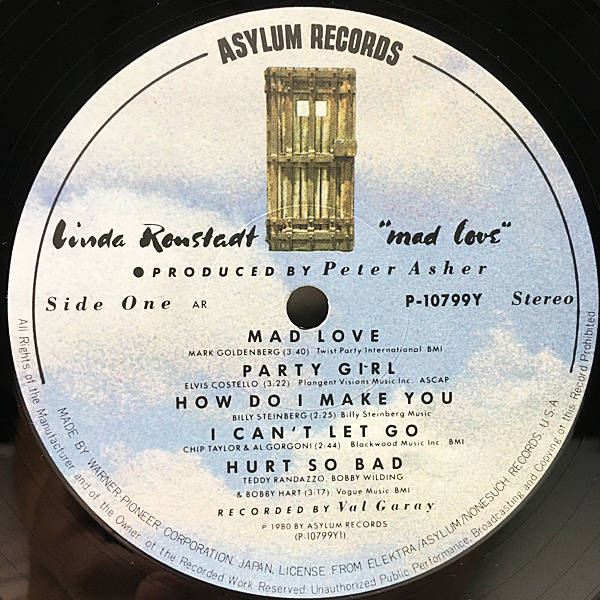 ASYLUM RECORDS
Linda Ronstadt "mad love"
●PRODUCED BY Peter Asher
Side One AR P-10799Y Stereo
MAD LOVE
MARK GOLDENBERG (3:40) Twist Party International BMI
PARTY GIRL
ELVIS COSTELLO (3:22) Plangent Visions Music Inc. ASCAP
HOW DO I MAKE YOU
BILLY STEINBERG (2:25) Billy Steinberg Music
I CAN'T LET GO
CHIP TAYLOR & AL GORGONI (2:44) Blackwood Music Inc. BMI
HURT SO BAD
TEDDY RANDAZZO, BOBBY WILDING
& BOBBY HART (3:17) Vogue Music BMI
RECORDED BY Val Garay
℗ 1980 BY ASYLUM RECORDS
(P-10799Y1)
MADE BY WARNER-PIONEER CORPORATION, JAPAN, LICENSE FROM ELEKTRA/ASYLUM/NONESUCH RECORDS, U.S.A
All Rights of the Manufacturer and of the Owner of the Recorded Work Reserved. Unauthorized Public Performance, Broadcasting and Copying of this Record Prohibited.